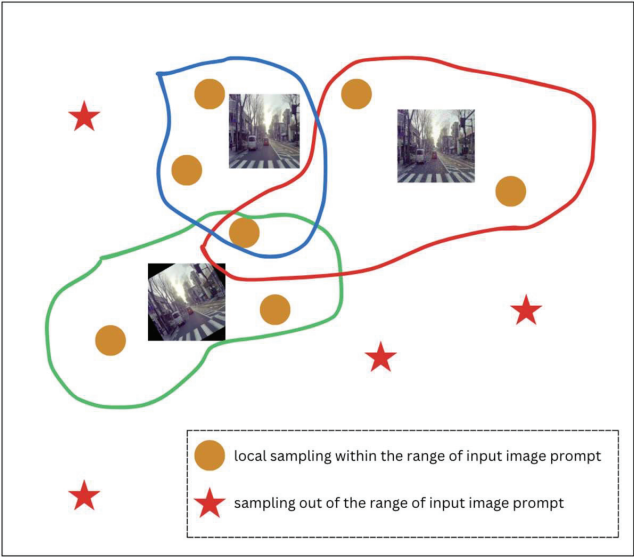 local sampling within the range of input image prompt
sampling out of the range of input image prompt